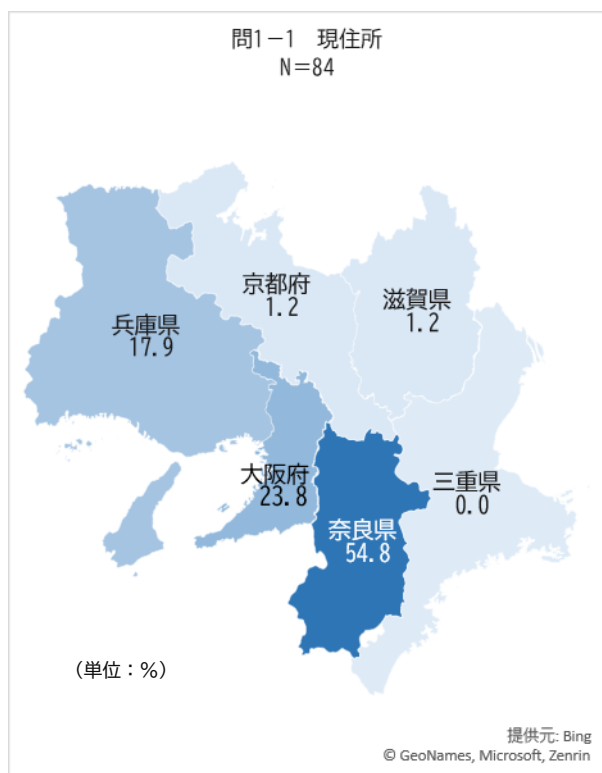 問1－1　現住所
N＝84
京都府
1.2
滋賀県
1.2
兵庫県
17.9
大阪府
23.8
三重県
0.0
奈良県
54.8
（単位：％）
提供元: Bing
© GeoNames, Microsoft, Zenrin